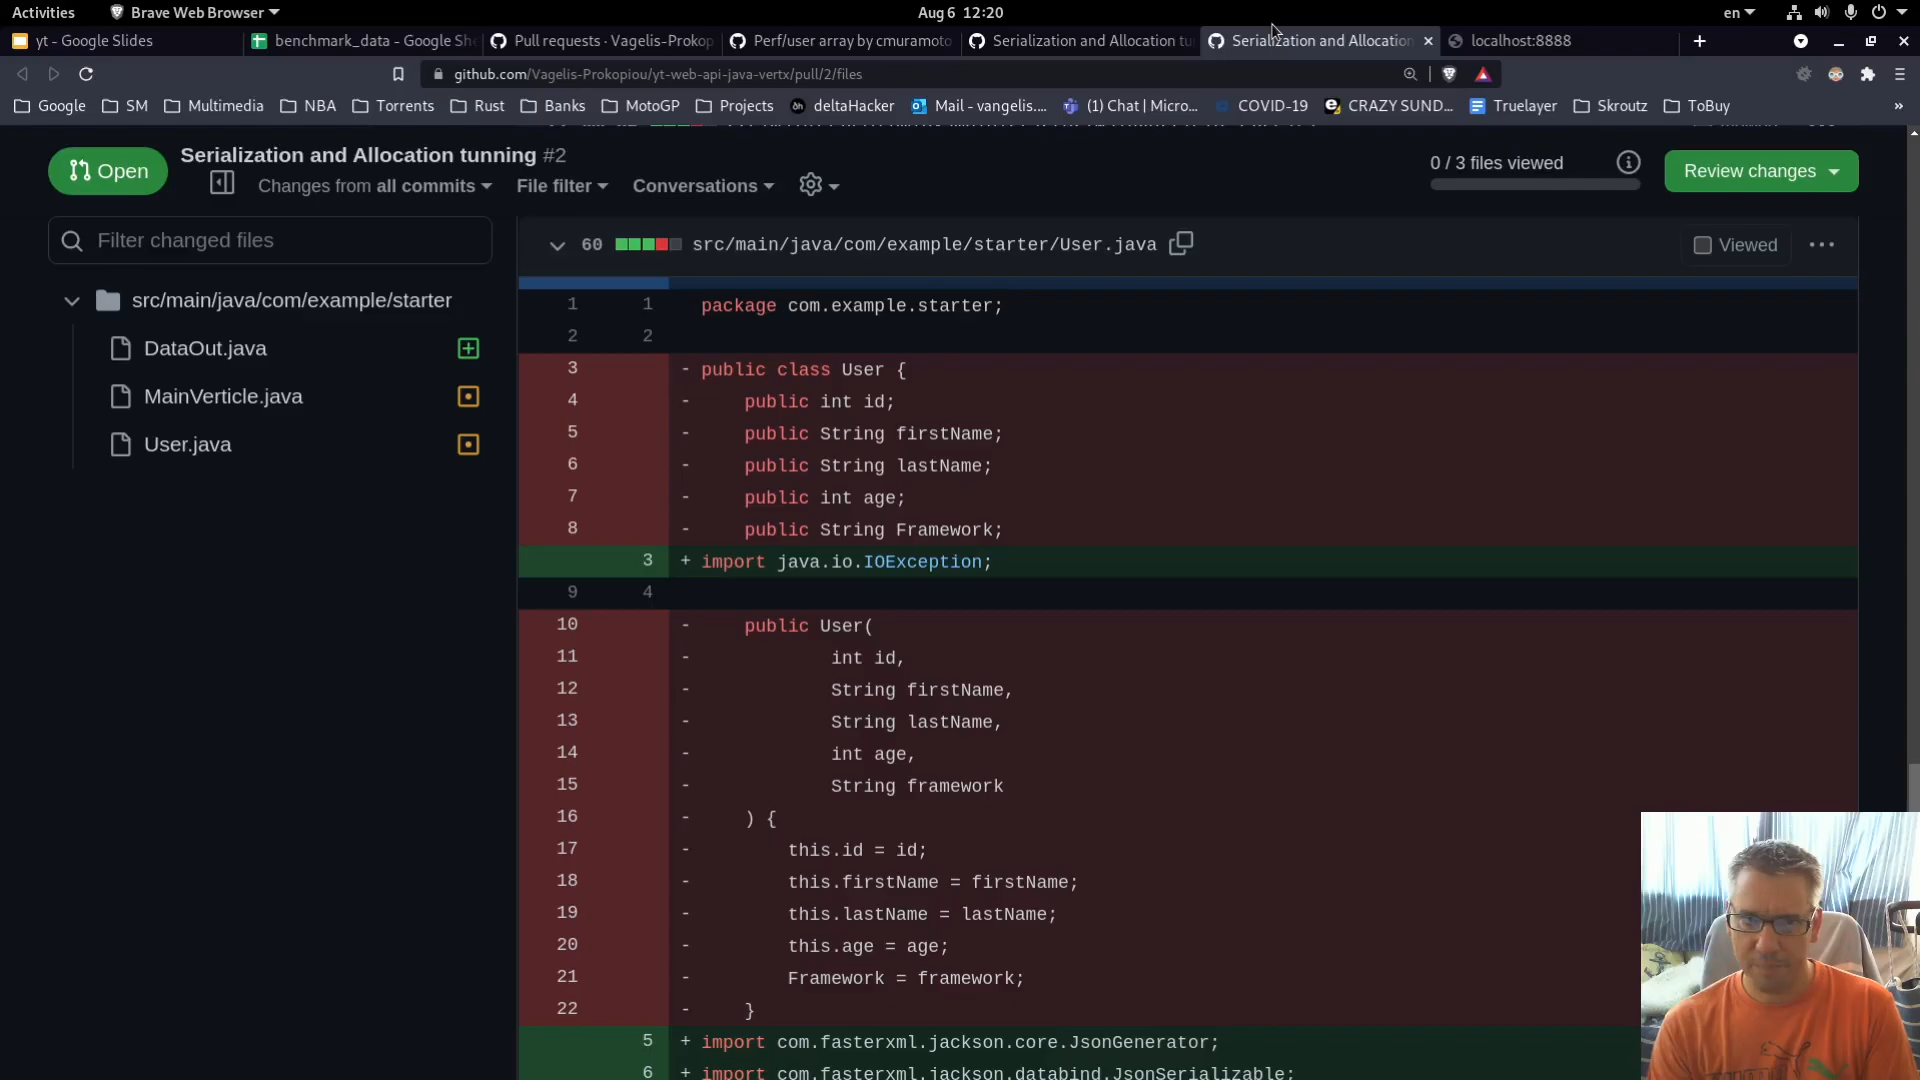 Activities
Brave Web Browser
Aug 6 12:20
en
yt - Google Slides
benchmark_data - Google She
Pull requests · Vagelis-Prokop
Perf/user array by cmuramoto
Serialization and Allocation tu
Serialization and Allocation
localhost:8888
github.com/Vagelis-Prokopiou/yt-web-api-java-vertx/pull/2/files
Google
SM
Multimedia
NBA
Torrents
Rust
Banks
MotoGP
Projects
deltaHacker
Mail - vangelis....
(1) Chat | Micro...
COVID-19
CRAZY SUND...
Truelayer
Skroutz
ToBuy
»
Open
Serialization and Allocation tunning #2
Changes from all commits
File filter
Conversations
0 / 3 files viewed
Review changes
Filter changed files
src/main/java/com/example/starter
DataOut.java
MainVerticle.java
User.java
60 src/main/java/com/example/starter/User.java
Viewed
1 1 package com.example.starter;
2 2
3 - public class User {
4 - public int id;
5 - public String firstName;
6 - public String lastName;
7 - public int age;
8 - public String Framework;
3 + import java.io.IOException;
9 4
10 - public User(
11 - int id,
12 - String firstName,
13 - String lastName,
14 - int age,
15 - String framework
16 - ) {
17 - this.id = id;
18 - this.firstName = firstName;
19 - this.lastName = lastName;
20 - this.age = age;
21 - Framework = framework;
22 - }
5 + import com.fasterxml.jackson.core.JsonGenerator;
6 + import com.fasterxml.jackson.databind.JsonSerializable;